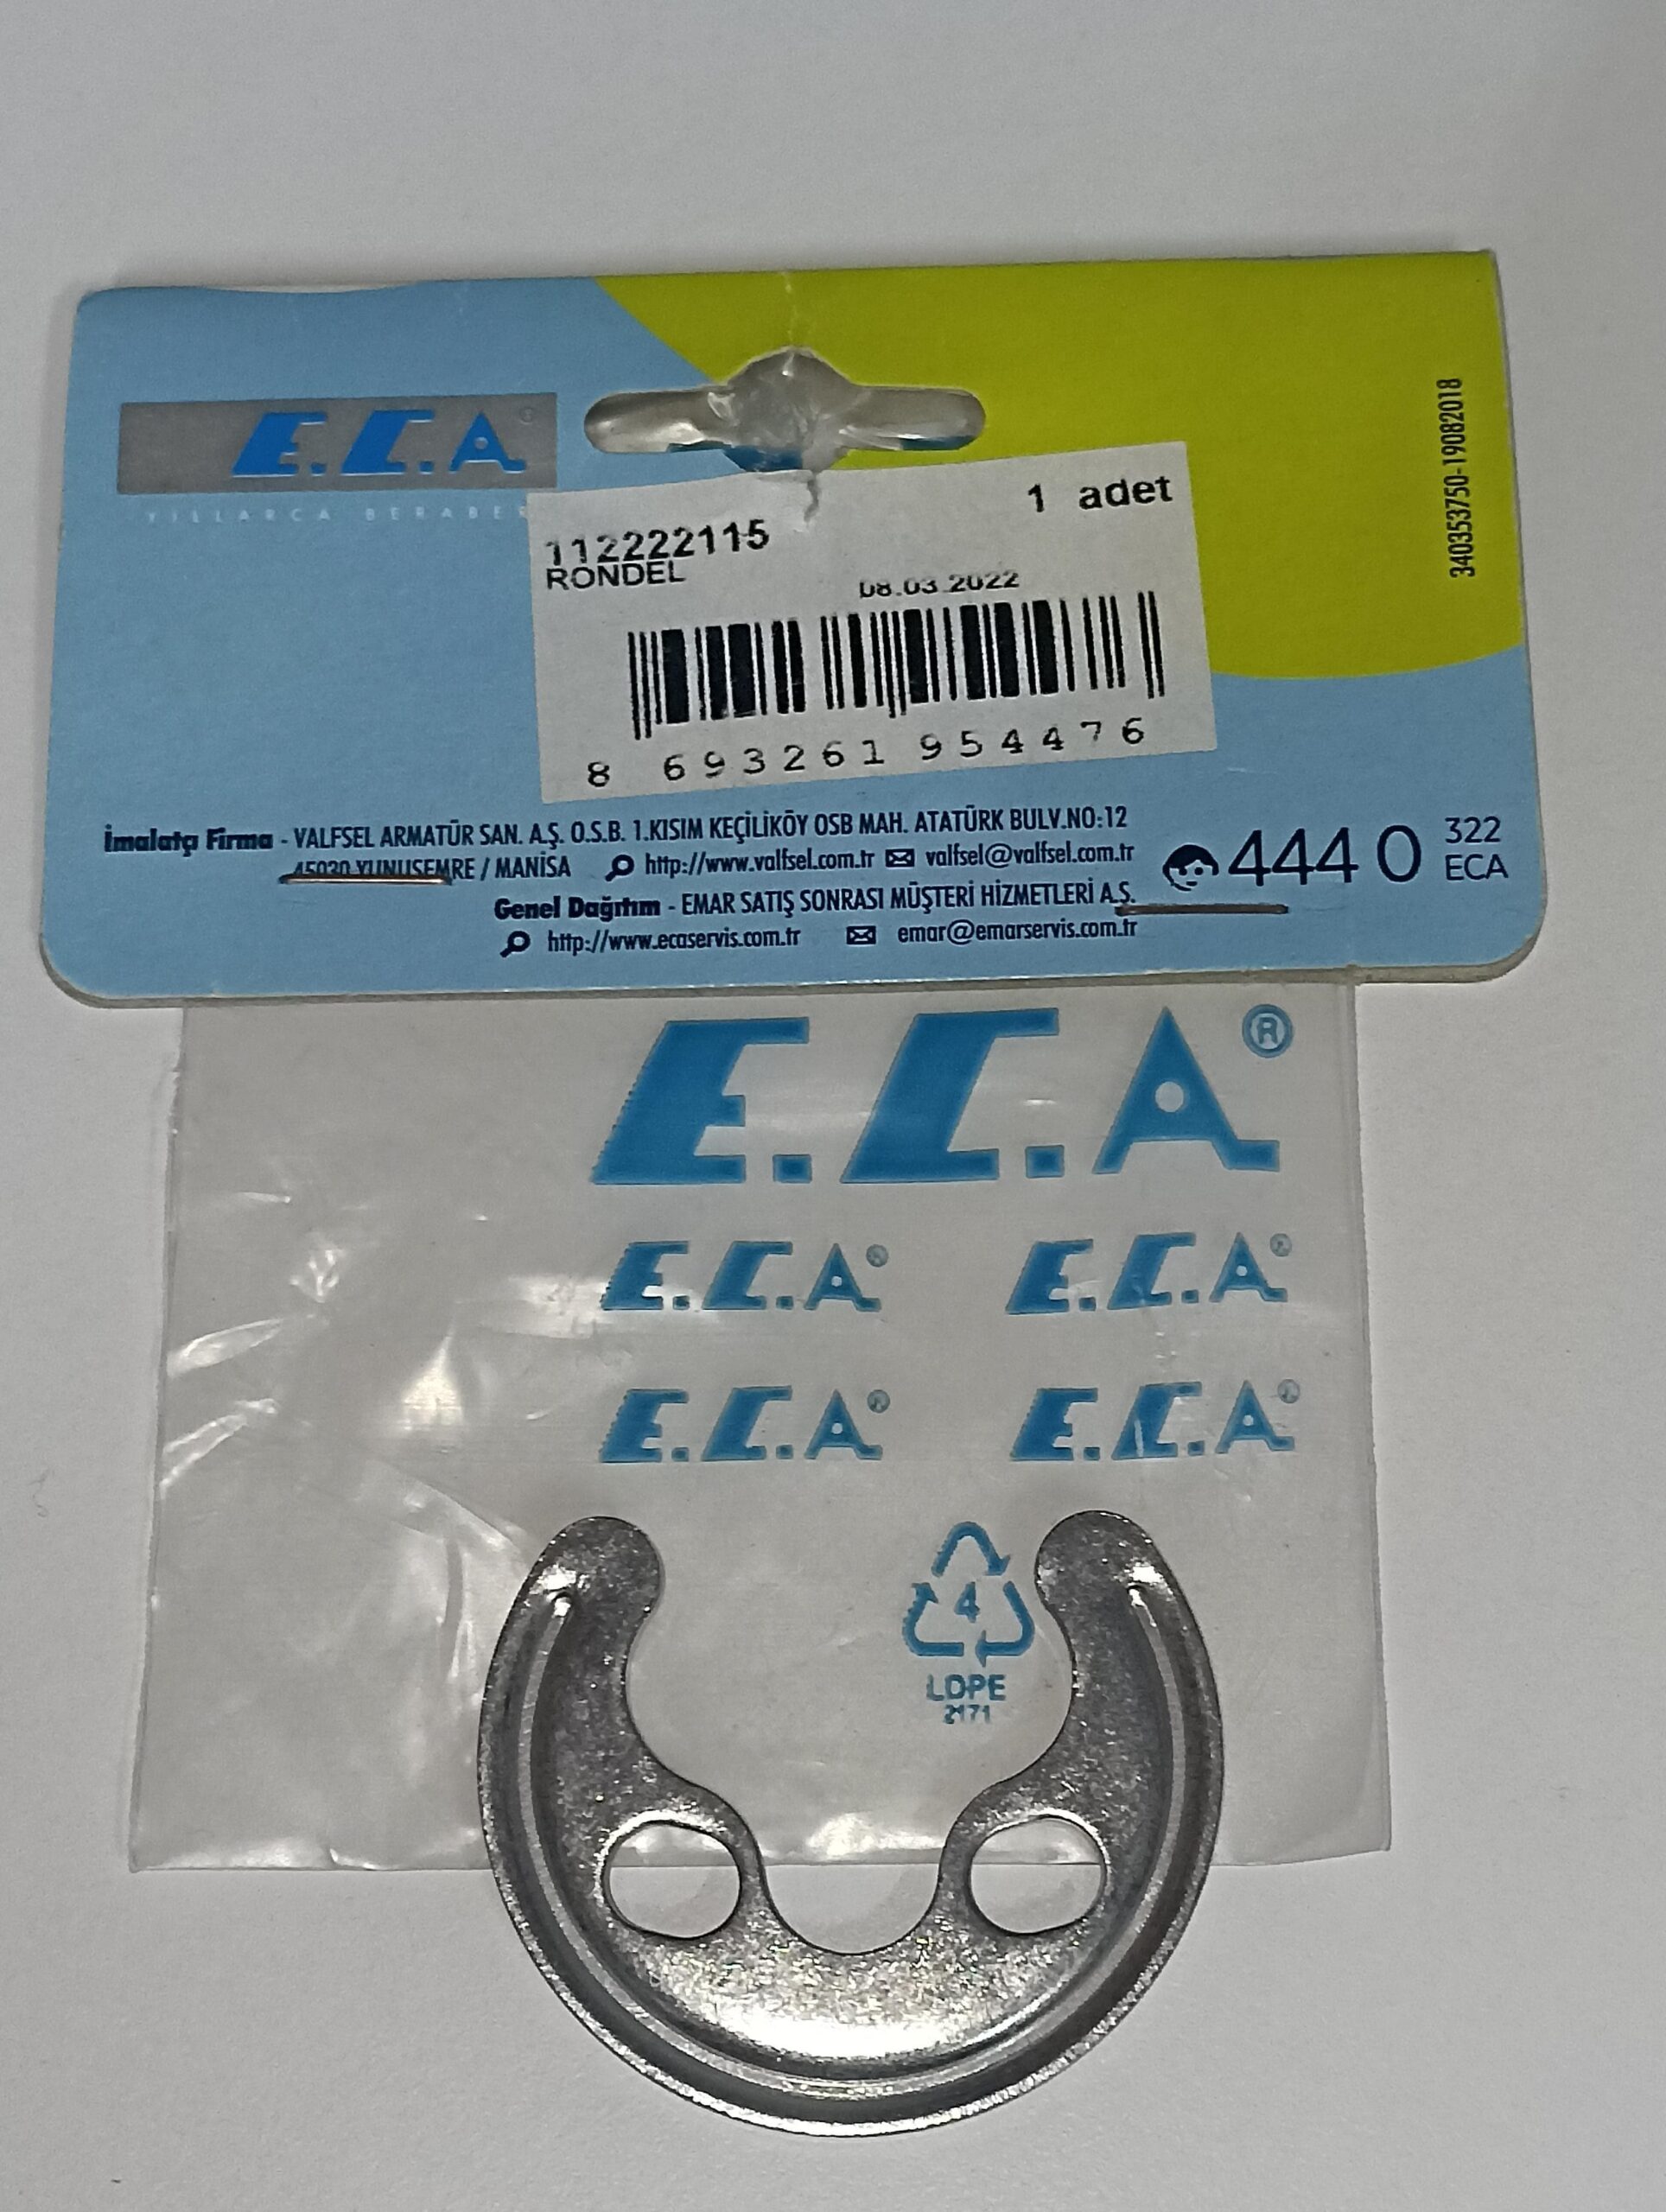 E.C.A.®
YILLARCA BERABER
1 adet
112222115
RONDEL
08.03.2022
8 693261 954476
340353750-19082018
İmalatçı Firma - VALFSEL ARMATÜR SAN. A.Ş. O.S.B. 1.KISIM KEÇİLİKÖY OSB MAH. ATATÜRK BULV.NO:12
45030 YUNUSEMRE / MANİSA http://www.valfsel.com.tr valfsel@valfsel.com.tr
Genel Dağıtım - EMAR SATIŞ SONRASI MÜŞTERİ HİZMETLERİ A.Ş.
http://www.ecaservis.com.tr emar@emarservis.com.tr
444 0 322
ECA
E.C.A®
E.C.A® E.C.A®
E.C.A® E.C.A®
4
LDPE
2171